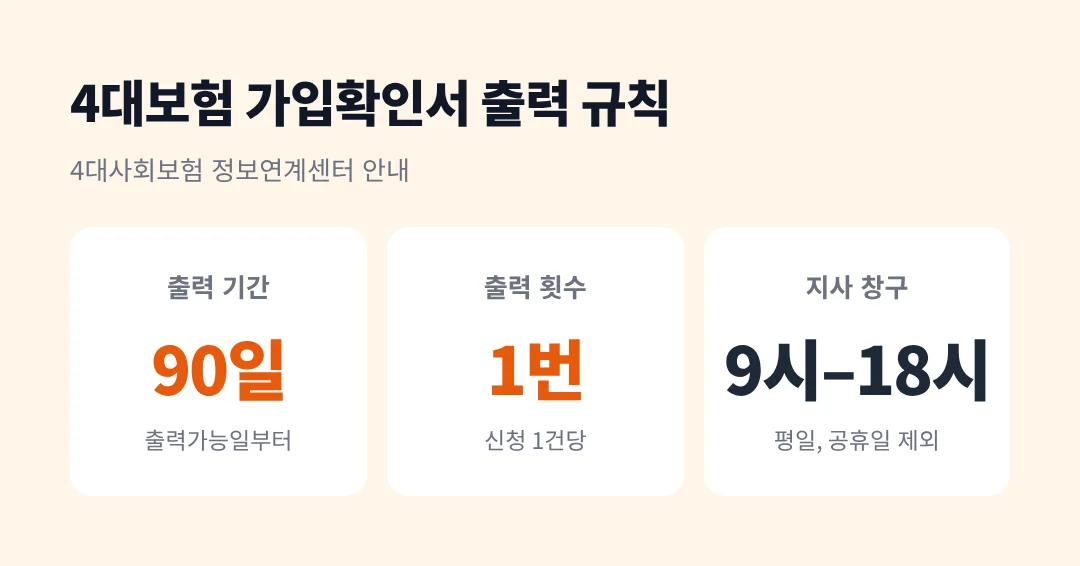 4대보험 가입확인서 출력 규칙
4대사회보험 정보연계센터 안내
출력 기간
90일
출력가능일부터
출력 횟수
1번
신청 1건당
지사 창구
9시–18시
평일, 공휴일 제외